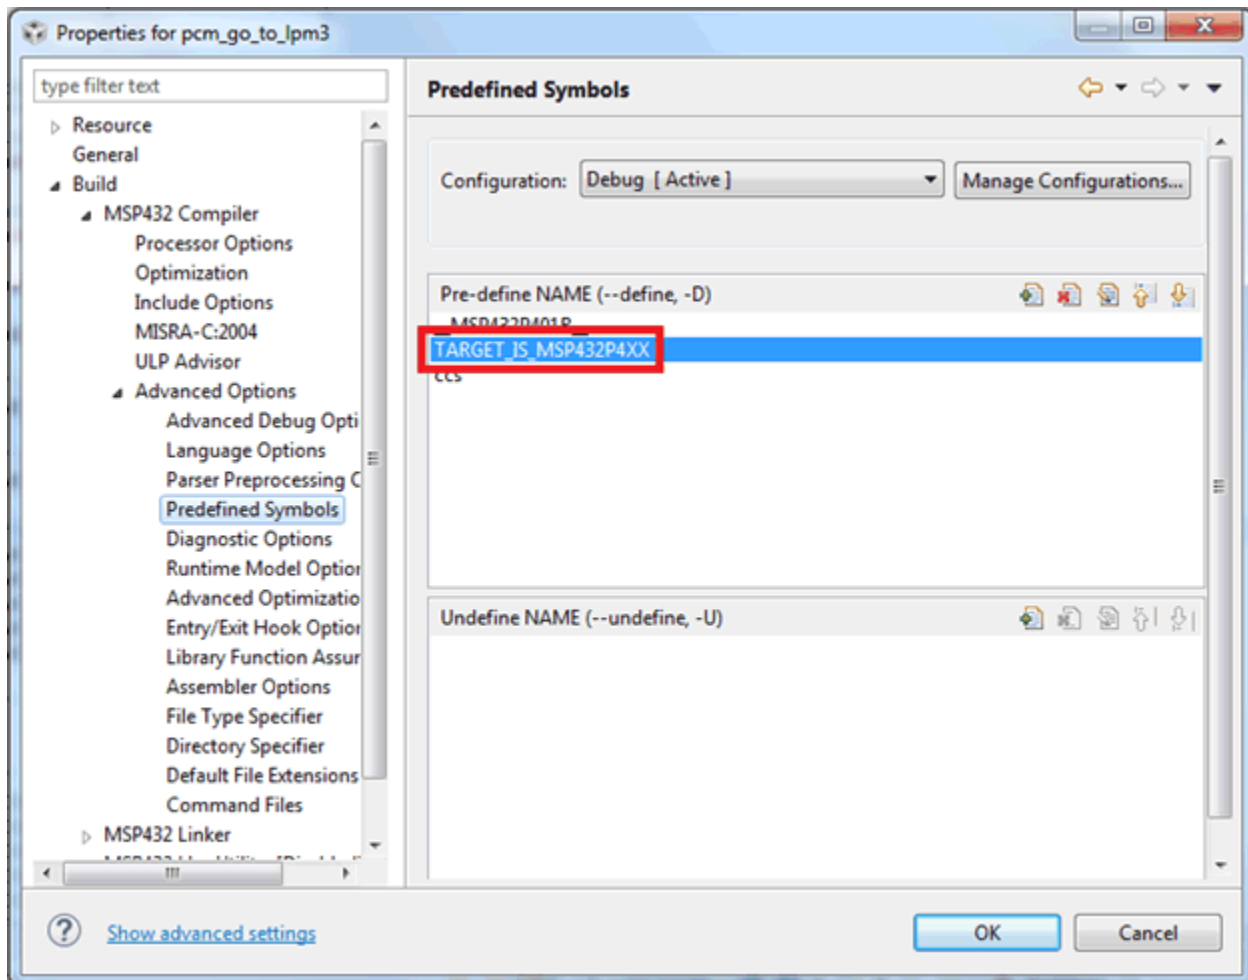 Properties for pcm_go_to_lpm3
type filter text
Resource
General
Build
MSP432 Compiler
Processor Options
Optimization
Include Options
MISRA-C:2004
ULP Advisor
Advanced Options
Advanced Debug Opti
Language Options
Parser Preprocessing C
Predefined Symbols
Diagnostic Options
Runtime Model Option
Advanced Optimizatio
Entry/Exit Hook Option
Library Function Assur
Assembler Options
File Type Specifier
Directory Specifier
Default File Extensions
Command Files
MSP432 Linker
Predefined Symbols
Configuration: Debug [ Active ] Manage Configurations...
Pre-define NAME (--define, -D)
__MSP432P401R__
TARGET_IS_MSP432P4XX
ccs
Undefine NAME (--undefine, -U)
Show advanced settings
OK Cancel